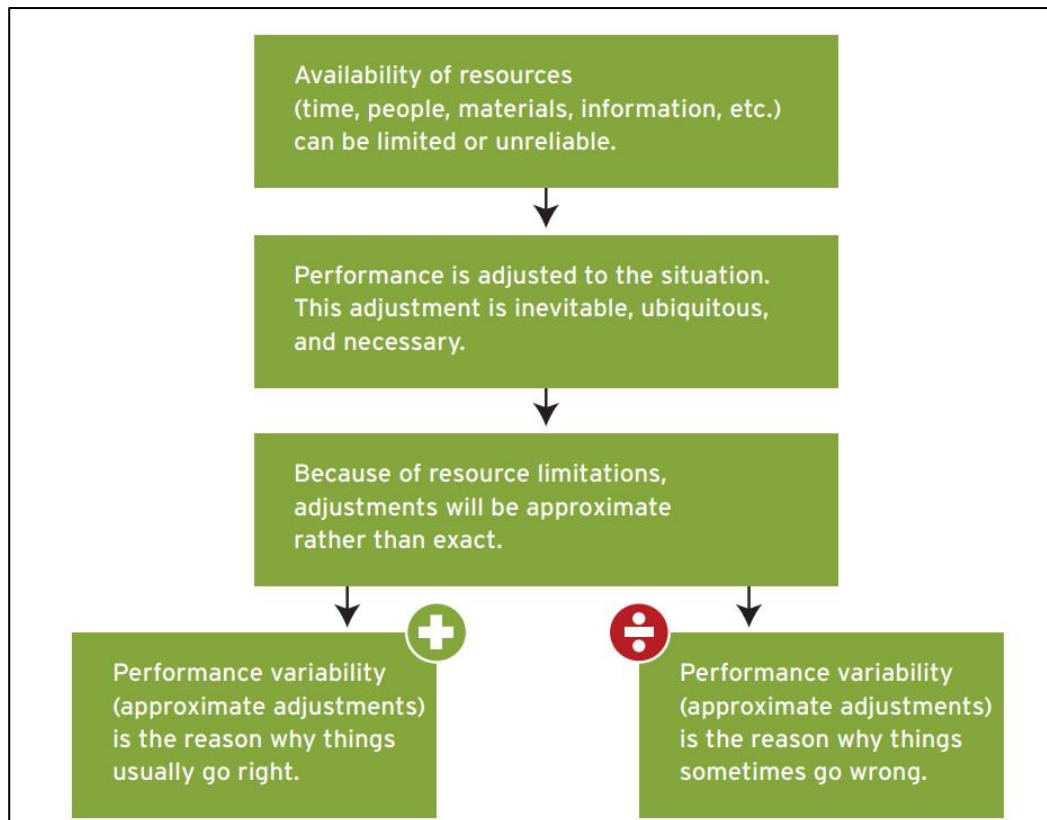 Availability of resources
(time, people, materials, information, etc.)
can be limited or unreliable.
Performance is adjusted to the situation.
This adjustment is inevitable, ubiquitous,
and necessary.
Because of resource limitations,
adjustments will be approximate
rather than exact.
Performance variability
(approximate adjustments)
is the reason why things
usually go right.
Performance variability
(approximate adjustments)
is the reason why things
sometimes go wrong.